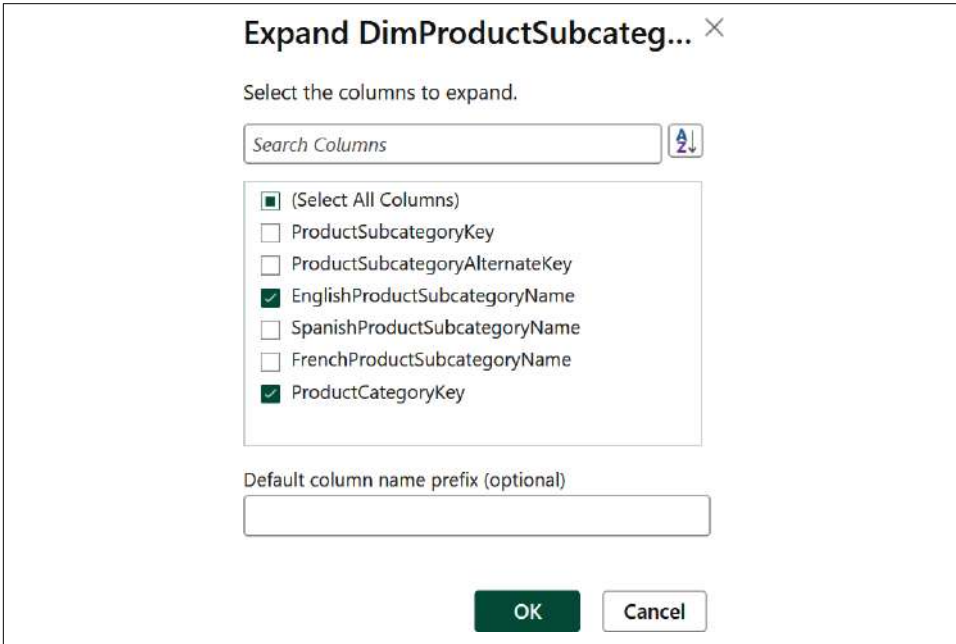 Expand DimProductSubcateg...
Select the columns to expand.
Search Columns
(Select All Columns)
ProductSubcategoryKey
ProductSubcategoryAlternateKey
EnglishProductSubcategoryName
SpanishProductSubcategoryName
FrenchProductSubcategoryName
ProductCategoryKey
Default column name prefix (optional)
OK Cancel